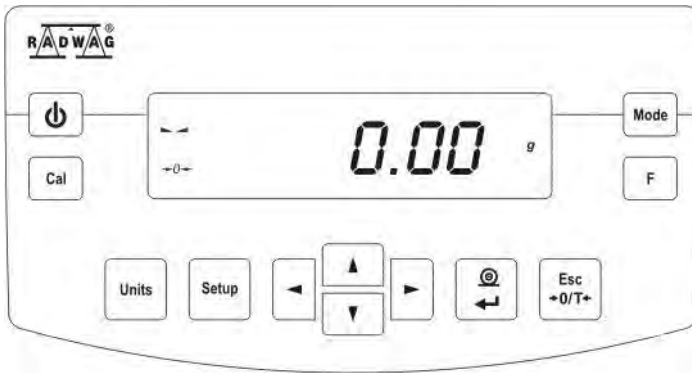 RADWAG®
Mode
0.00 g
→0←
Cal
F
Units
Setup
Esc
→0/T←